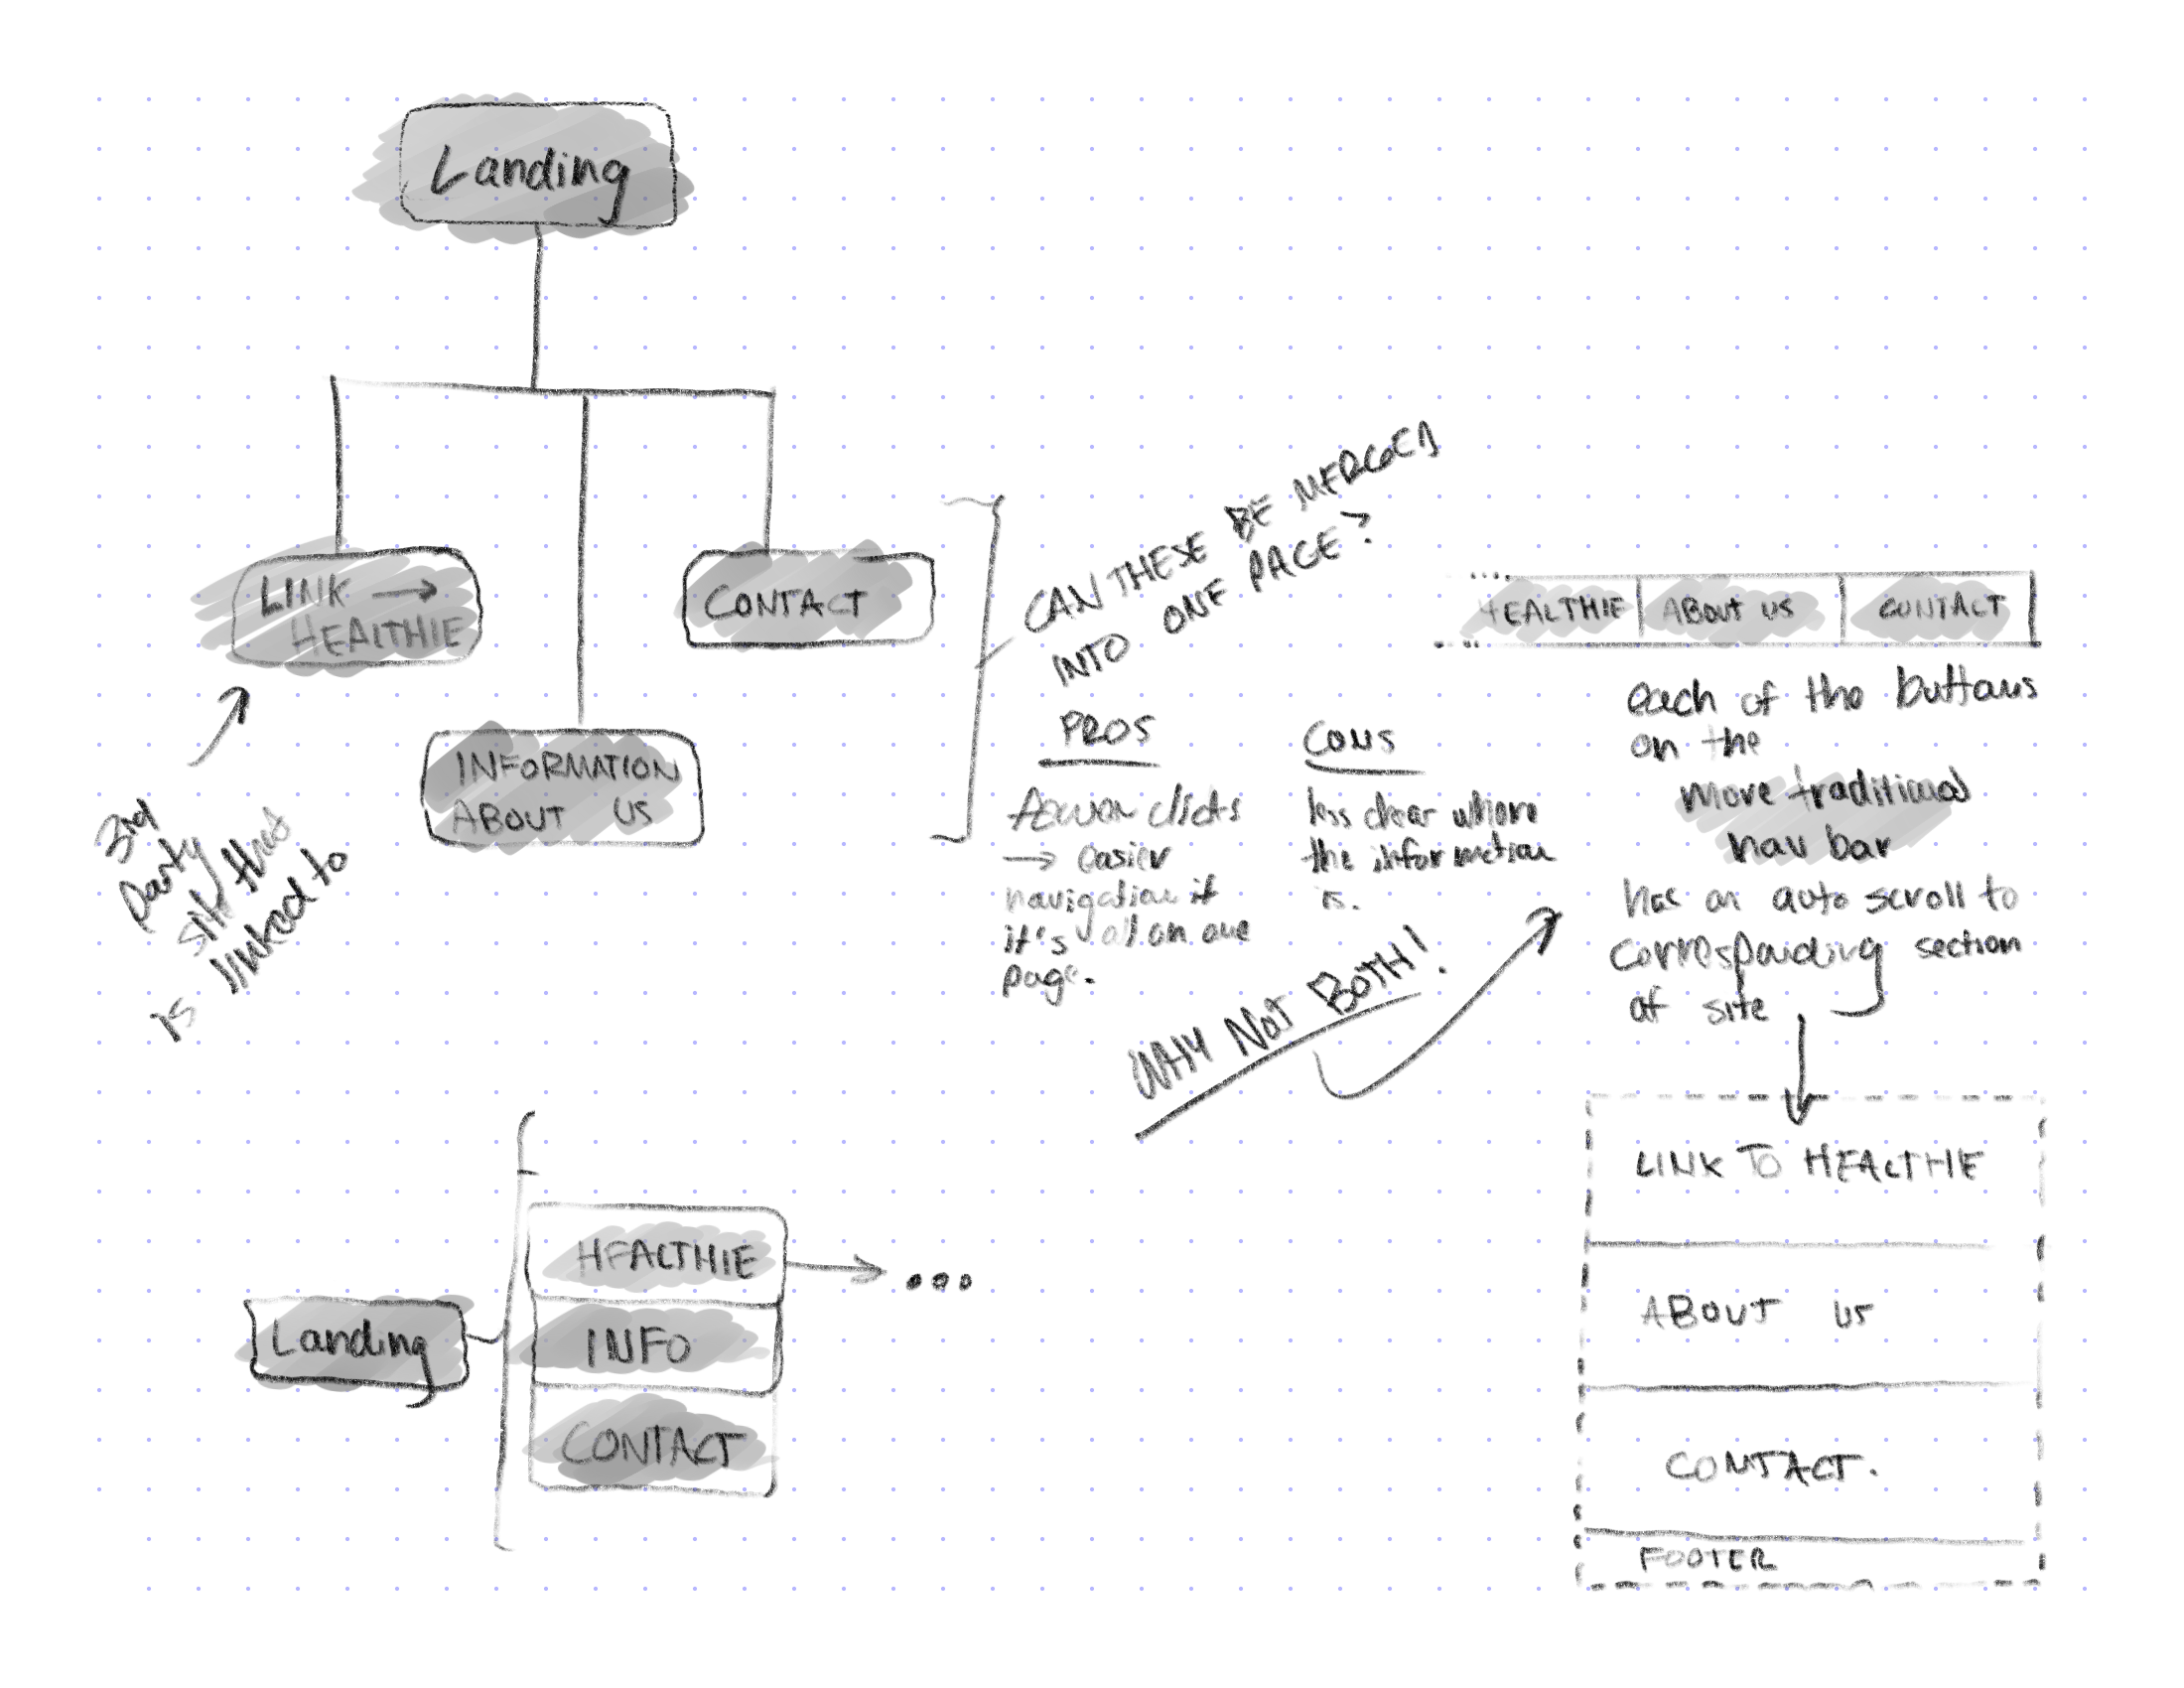 Landing
LINK →
HEALTHIE
CONTACT
INFORMATION
ABOUT US
3rd
party
site that
is linked to
CAN THESE BE MERGED
INTO ONE PAGE?
PROS
Fewer clicks
→ easier
navigation if
it's all on one
page.
CONS
less clear where
the information
is.
WHY NOT BOTH!
HEALTHIE
ABOUT US
CONTACT
each of the buttons
on the
more traditional
nav bar
has an auto scroll to
corresponding section
of site
LINK TO HEALTHIE
ABOUT US
CONTACT.
FOOTER
Landing
HEALTHIE
→ ...
INFO
CONTACT